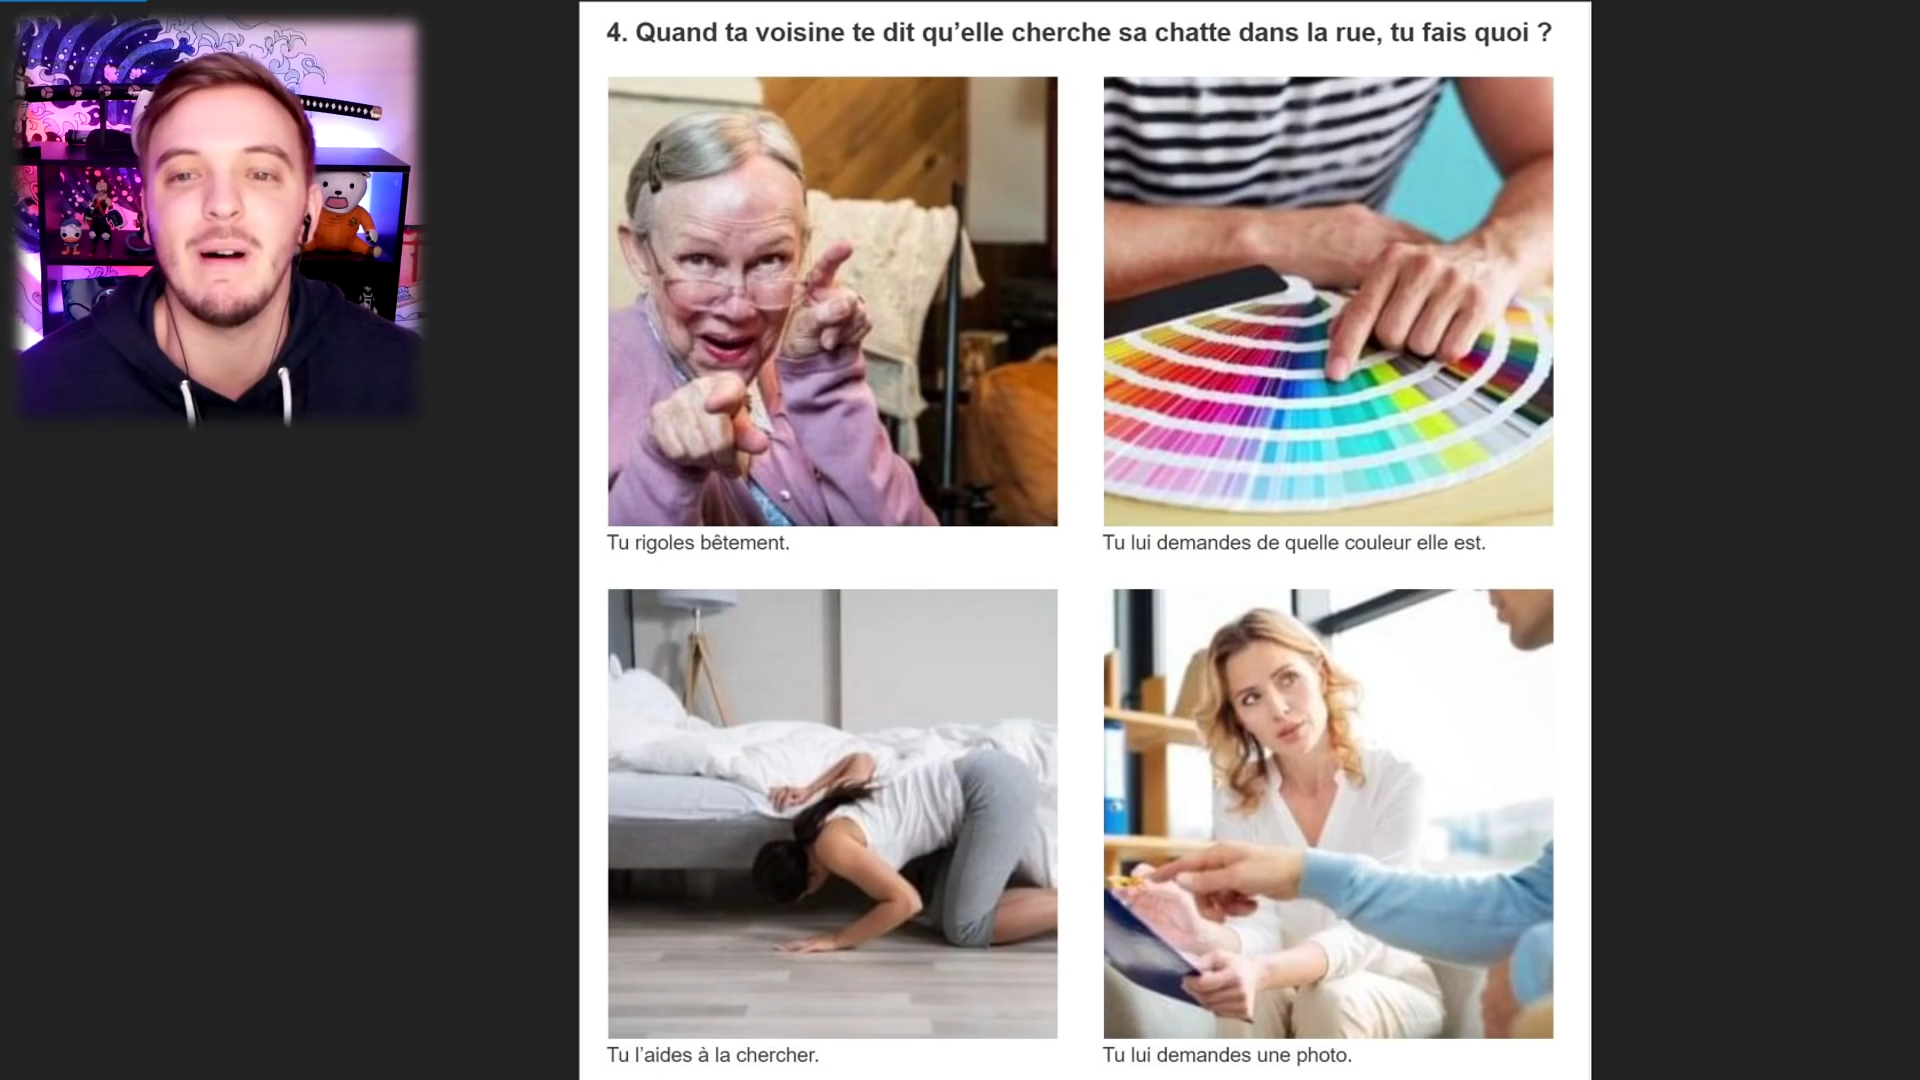 4. Quand ta voisine te dit qu’elle cherche sa chatte dans la rue, tu fais quoi ?
Tu rigoles bêtement.
Tu lui demandes de quelle couleur elle est.
Tu l’aides à la chercher.
Tu lui demandes une photo.